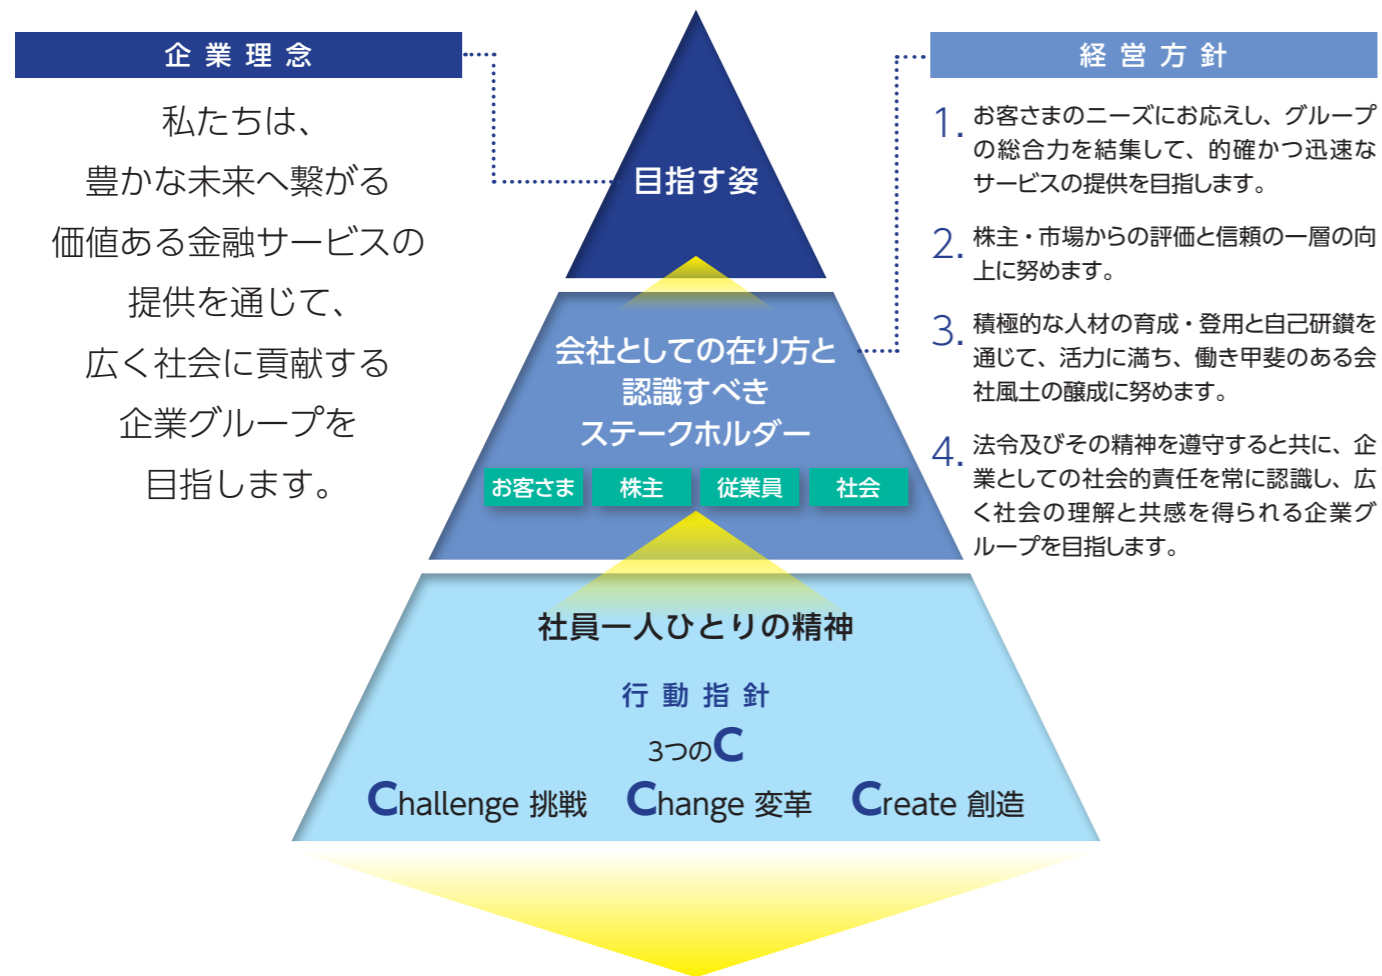 企業理念
私たちは、
豊かな未来へ繋がる
価値ある金融サービスの
提供を通じて、
広く社会に貢献する
企業グループを
目指します。
目指す姿
会社としての在り方と
認識すべき
ステークホルダー
お客さま 株主 従業員 社会
社員一人ひとりの精神
行動指針
3つのC
Challenge 挑戦 Change 変革 Create 創造
経営方針
1. お客さまのニーズにお応えし、グループ
の総合力を結集して、的確かつ迅速な
サービスの提供を目指します。
2. 株主・市場からの評価と信頼の一層の向
上に努めます。
3. 積極的な人材の育成・登用と自己研鑚を
通じて、活力に満ち、働き甲斐のある会
社風土の醸成に努めます。
4. 法令及びその精神を遵守すると共に、企
業としての社会的責任を常に認識し、広
く社会の理解と共感を得られる企業グ
ループを目指します。